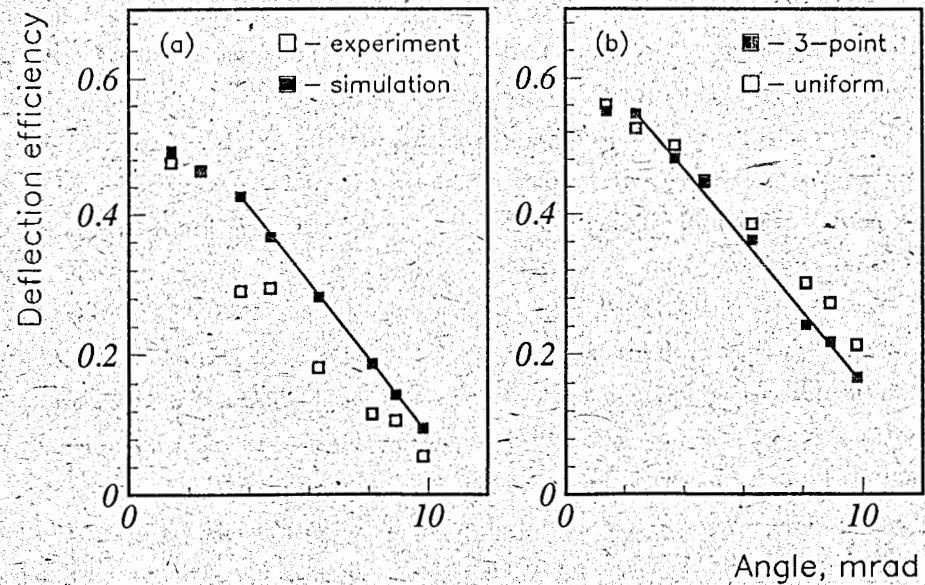 Deflection efficiency
(a)
□ – experiment
■ – simulation
0.6
0.4
0.2
0
0
10
(b)
■ – 3–point
□ – uniform
0.6
0.4
0.2
0
0
10
Angle, mrad